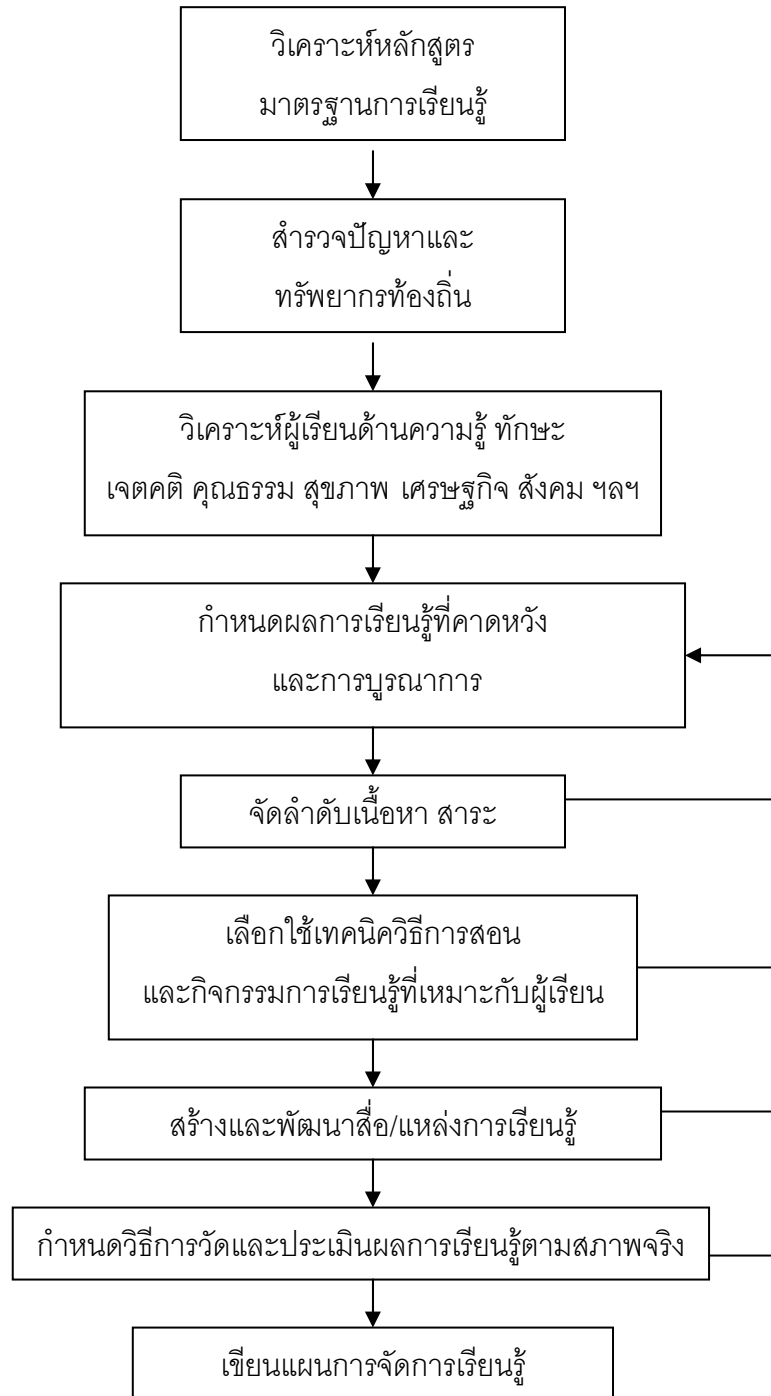 วิเคราะห์หลักสูตร
มาตรฐานการเรียนรู้
สำรวจปัญหาและ
ทรัพยากรท้องถิ่น
วิเคราะห์ผู้เรียนด้านความรู้ ทักษะ
เจตคติ คุณธรรม สุขภาพ เศรษฐกิจ สังคม ฯลฯ
กำหนดผลการเรียนรู้ที่คาดหวัง
และการบูรณาการ
จัดลำดับเนื้อหา สาระ
เลือกใช้เทคนิควิธีการสอน
และกิจกรรมการเรียนรู้ที่เหมาะกับผู้เรียน
สร้างและพัฒนาสื่อ/แหล่งการเรียนรู้
กำหนดวิธีการวัดและประเมินผลการเรียนรู้ตามสภาพจริง
เขียนแผนการจัดการเรียนรู้